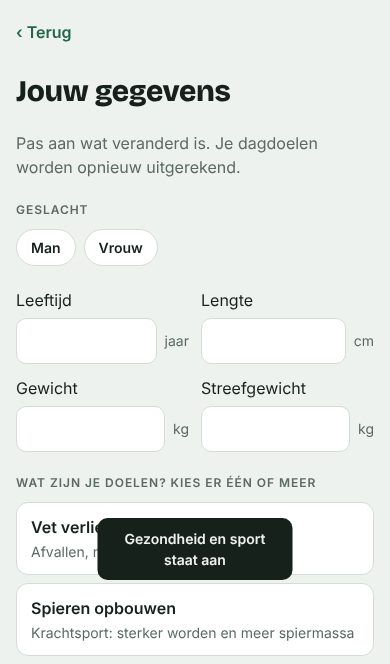 ‹ Terug
Jouw gegevens
Pas aan wat veranderd is. Je dagdoelen
worden opnieuw uitgerekend.
GESLACHT
Man Vrouw
Leeftijd Lengte
jaar cm
Gewicht Streefgewicht
kg kg
WAT ZIJN JE DOELEN? KIES ER ÉÉN OF MEER
Vet
Afvallen,
Gezondheid en sport
staat aan
Spieren opbouwen
Krachtsport: sterker worden en meer spiermassa